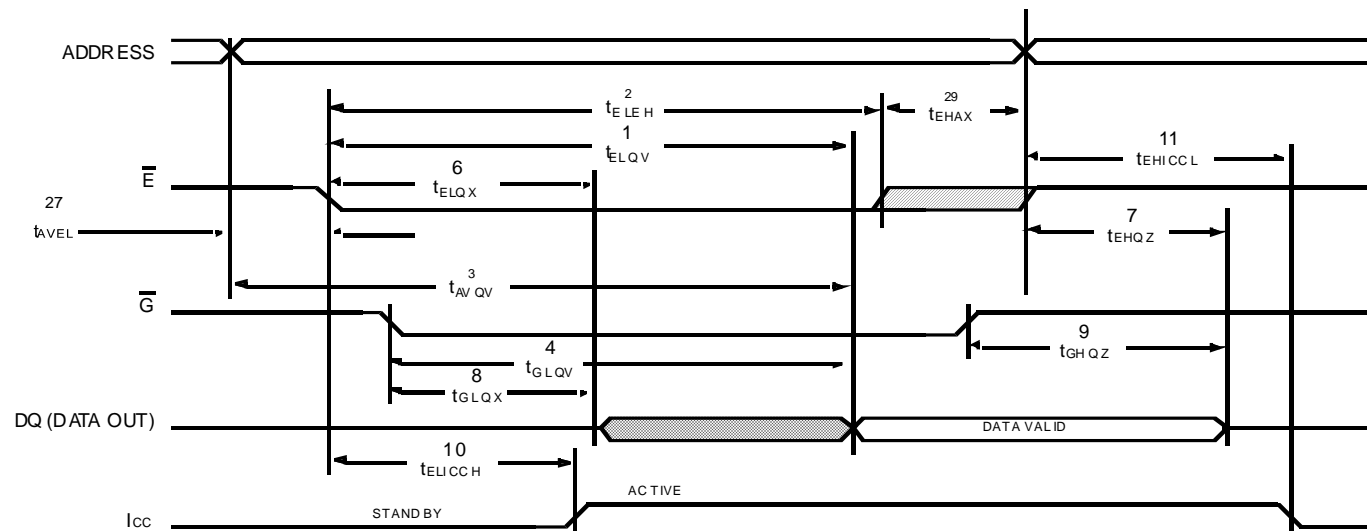 ADDRESS
2
tELEH
29
tEHAX
1
tELQV
11
tEHICCL
E
6
tELQX
27
tAVEL
7
tEHQZ
3
tAVQV
G
4
tGLQV
9
tGHQZ
8
tGLQX
DQ (DATA OUT)
DATA VALID
10
tELICCH
ACTIVE
STANDBY
ICC